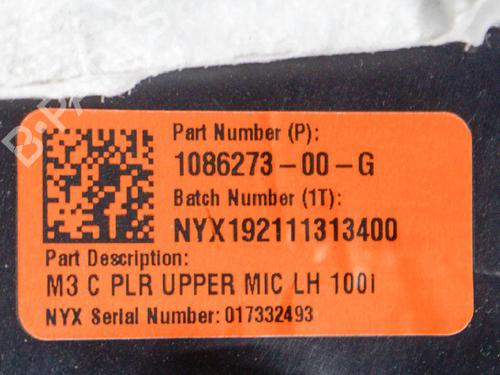 Part Number (P):
1086273-00-G
Batch Number (1T):
NYX192111313400
Part Description:
M3 C PLR UPPER MIC LH 100i
NYX Serial Number: 017332493